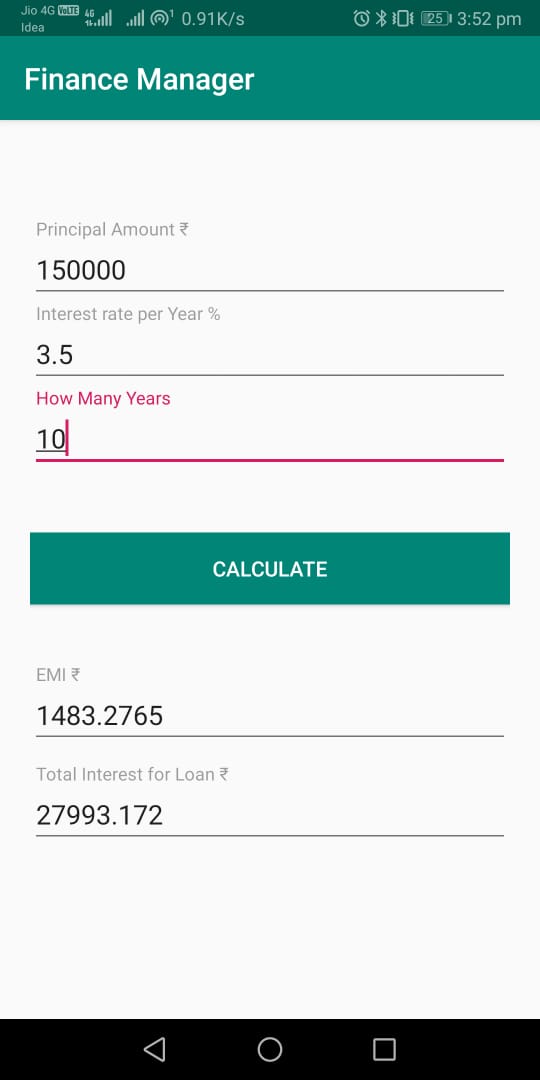 Jio 4G VoLTE 4G 1 0.91K/s 25 3:52 pm
Idea
Finance Manager
Principal Amount ₹
150000
Interest rate per Year %
3.5
How Many Years
10
CALCULATE
EMI ₹
1483.2765
Total Interest for Loan ₹
27993.172